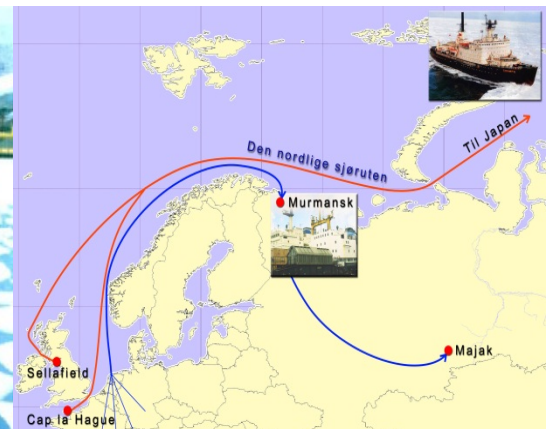 Den nordlige sjøruten
Til Japan
Murmansk
Majak
Sellafield
Cap la Hague